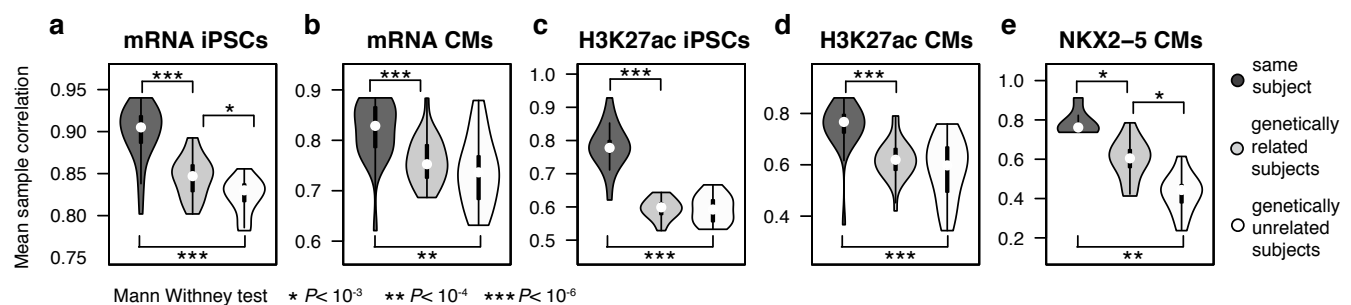 a
mRNA iPSCs
b
mRNA CMs
c
H3K27ac iPSCs
d
H3K27ac CMs
e
NKX2–5 CMs
Mean sample correlation
0.95
0.90
0.85
0.80
0.75
***
*
***
0.9
0.8
0.7
0.6
***
**
1.0
0.9
0.8
0.7
0.6
0.5
***
***
0.8
0.6
0.4
***
***
1.0
0.8
0.6
0.4
0.2
*
*
**
same
subject
genetically
related
subjects
genetically
unrelated
subjects
Mann Withney test * P< 10-3 ** P< 10-4 *** P< 10-6